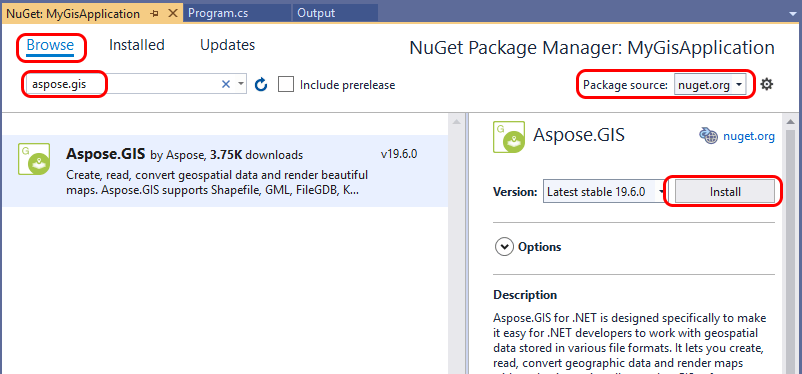 NuGet: MyGisApplication
Program.cs
Output
Browse
Installed
Updates
NuGet Package Manager: MyGisApplication
aspose.gis
Include prerelease
Package source: nuget.org
G
Aspose.GIS by Aspose, 3.75K downloads
v19.6.0
Create, read, convert geospatial data and render beautiful
maps. Aspose.GIS supports Shapefile, GML, FileGDB, K...
G
Aspose.GIS
nuget.org
Version: Latest stable 19.6.0
Install
Options
Description
Aspose.GIS for .NET is designed specifically to make
it easy for .NET developers to work with geospatial
data stored in various file formats. It lets you create,
read, convert geographic data and render maps